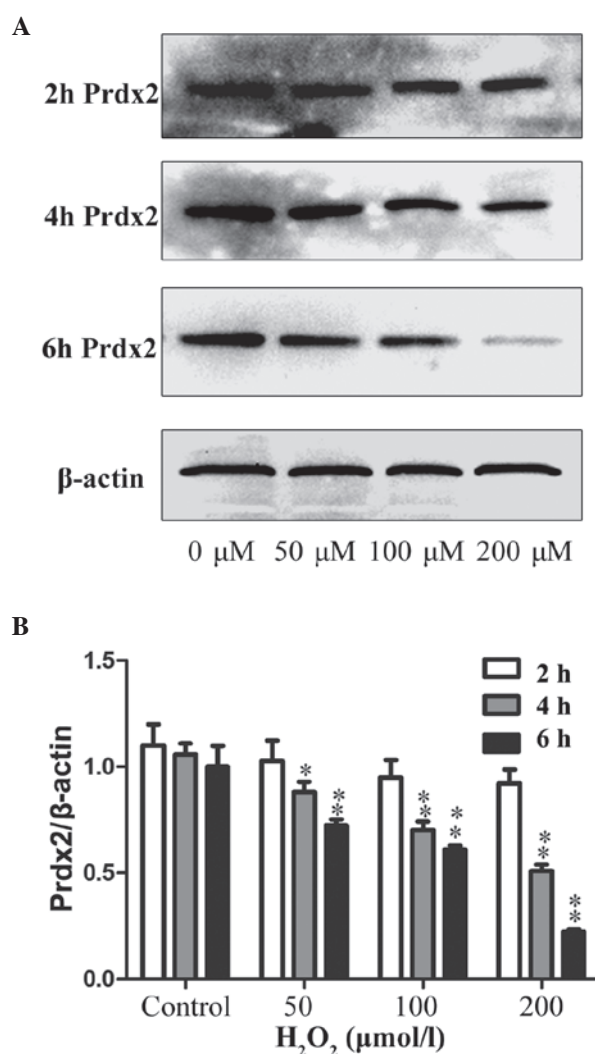 A
2h Prdx2
4h Prdx2
6h Prdx2
β-actin
0 μM 50 μM 100 μM 200 μM
B
Prdx2/β-actin
1.5
1.0
0.5
0.0
2 h
4 h
6 h
*
**
**
**
**
**
Control 50 100 200
H₂O₂ (μmol/l)